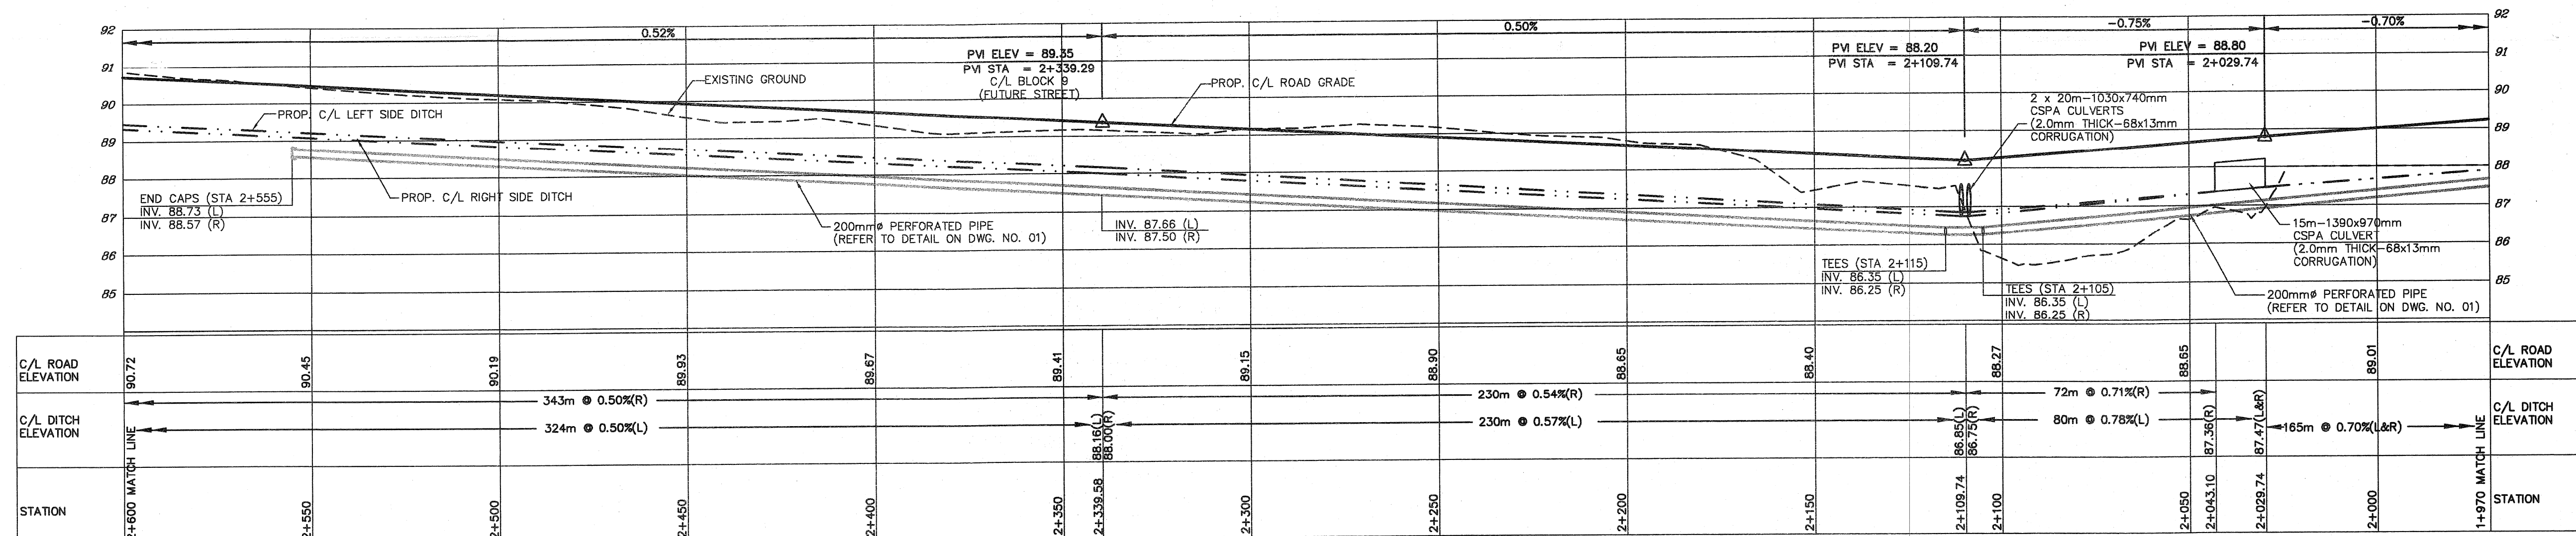 92
91
90
89
88
87
86
85
0.52%
0.50%
-0.75%
-0.70%
92
91
90
89
88
87
86
85
PVI ELEV = 89.35
PVI STA = 2+339.29
C/L BLOCK 9
(FUTURE STREET)
PVI ELEV = 88.20
PVI STA = 2+109.74
PVI ELEV = 88.80
PVI STA = 2+029.74
EXISTING GROUND
PROP. C/L ROAD GRADE
PROP. C/L LEFT SIDE DITCH
PROP. C/L RIGHT SIDE DITCH
2 x 20m-1030x740mm
CSPA CULVERTS
(2.0mm THICK-68x13mm
CORRUGATION)
END CAPS (STA 2+555)
INV. 88.73 (L)
INV. 88.57 (R)
200mmø PERFORATED PIPE
(REFER TO DETAIL ON DWG. NO. 01)
INV. 87.66 (L)
INV. 87.50 (R)
TEES (STA 2+115)
INV. 86.35 (L)
INV. 86.25 (R)
TEES (STA 2+105)
INV. 86.35 (L)
INV. 86.25 (R)
15m-1390x970mm
CSPA CULVERT
(2.0mm THICK-68x13mm
CORRUGATION)
200mmø PERFORATED PIPE
(REFER TO DETAIL ON DWG. NO. 01)
C/L ROAD
ELEVATION
90.72
90.45
90.19
89.93
89.67
89.41
89.15
88.90
88.65
88.40
88.27
88.65
89.01
C/L ROAD
ELEVATION
C/L DITCH
ELEVATION
343m @ 0.50%(R)
324m @ 0.50%(L)
88.16(L)
88.00(R)
230m @ 0.54%(R)
230m @ 0.57%(L)
86.85(L)
86.75(R)
72m @ 0.71%(R)
80m @ 0.78%(L)
87.36(R)
87.47(L&R)
165m @ 0.70%(L&R)
C/L DITCH
ELEVATION
STATION
2+600 MATCH LINE
2+550
2+500
2+450
2+400
2+350
2+339.58
2+300
2+250
2+200
2+150
2+109.74
2+100
2+050
2+043.10
2+029.74
2+000
1+970 MATCH LINE
STATION